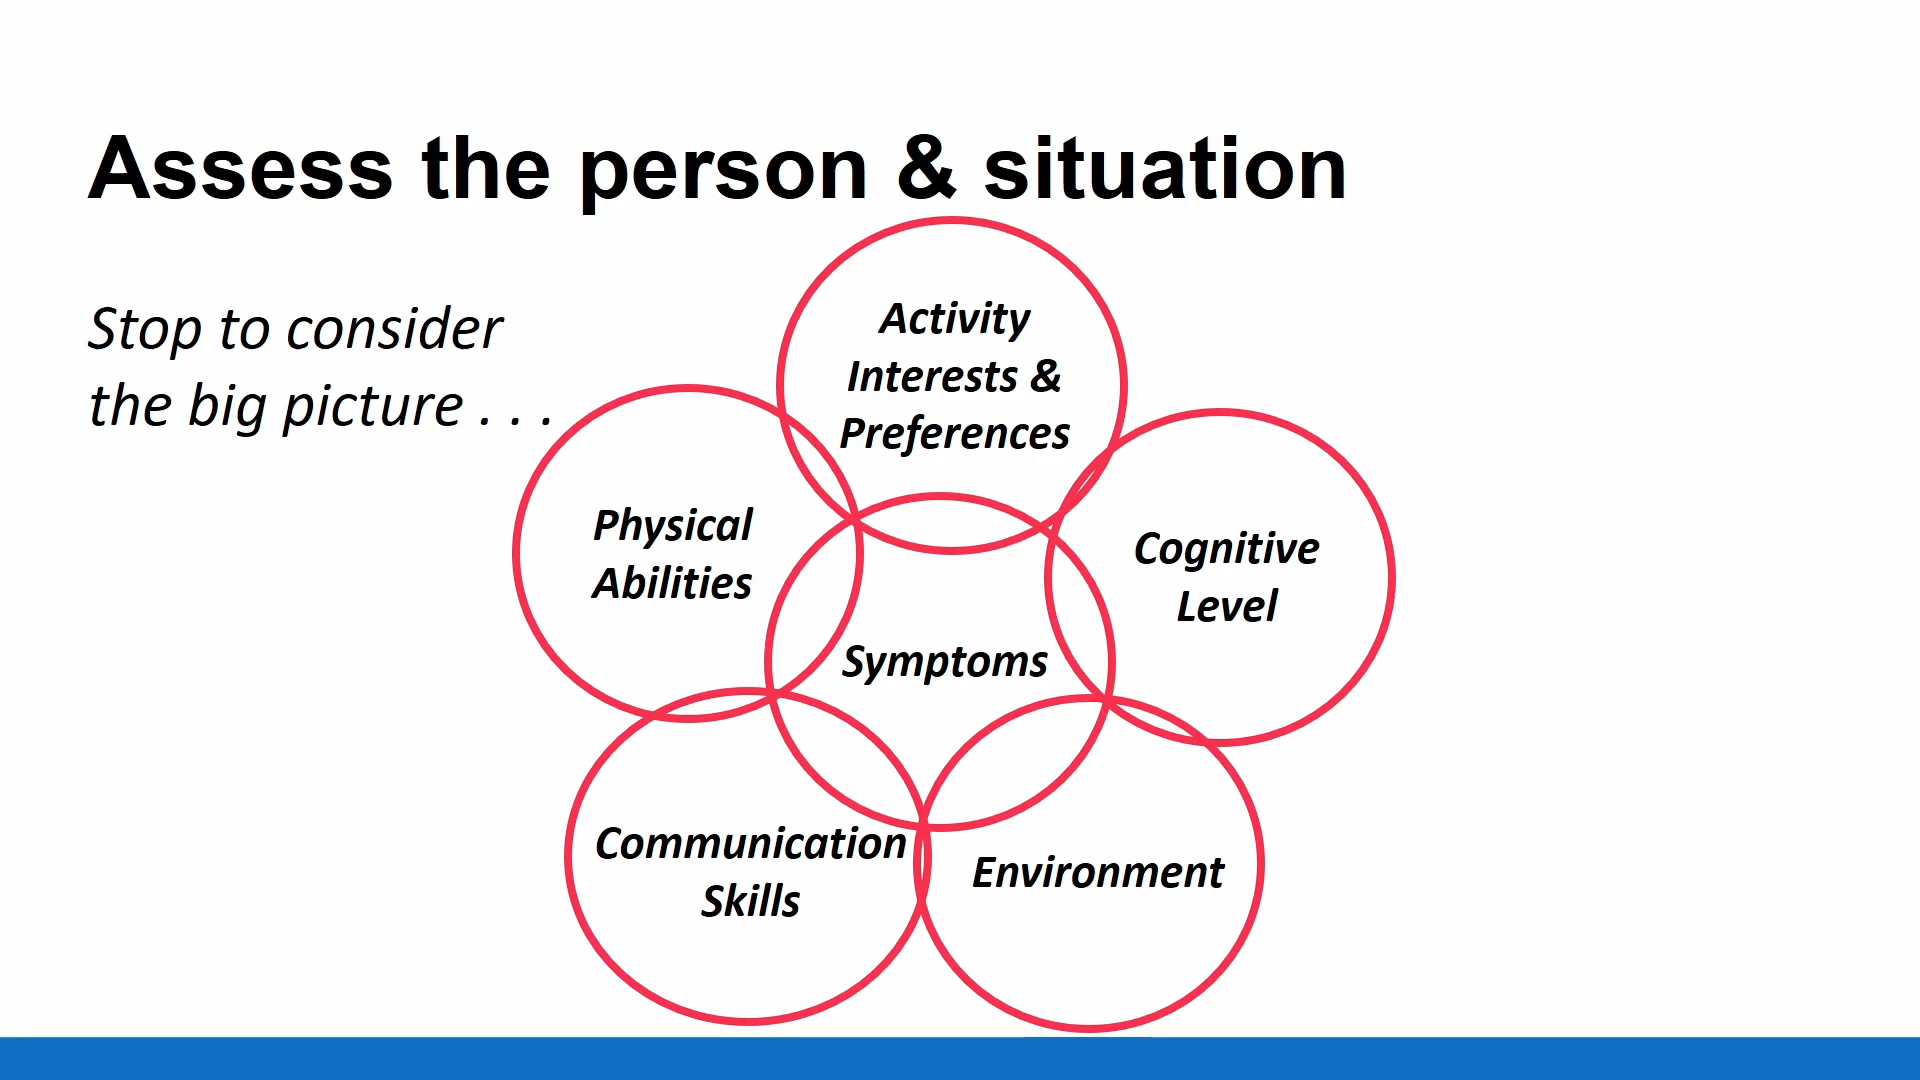 Assess the person & situation
Stop to consider
the big picture . . .
Activity
Interests &
Preferences
Physical
Abilities
Cognitive
Level
Symptoms
Communication
Skills
Environment